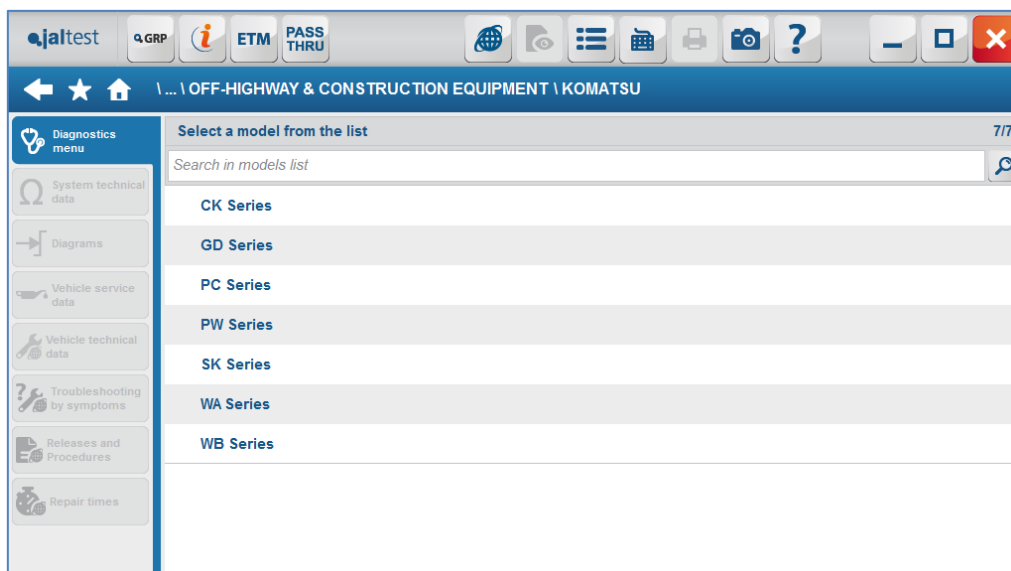 jaltest
GRP
i
ETM
PASS
THRU
?
\ ... \ OFF-HIGHWAY & CONSTRUCTION EQUIPMENT \ KOMATSU
Diagnostics
menu
System technical
data
Diagrams
Vehicle service
data
Vehicle technical
data
Troubleshooting
by symptoms
Releases and
Procedures
Repair times
Select a model from the list
7/7
Search in models list
CK Series
GD Series
PC Series
PW Series
SK Series
WA Series
WB Series